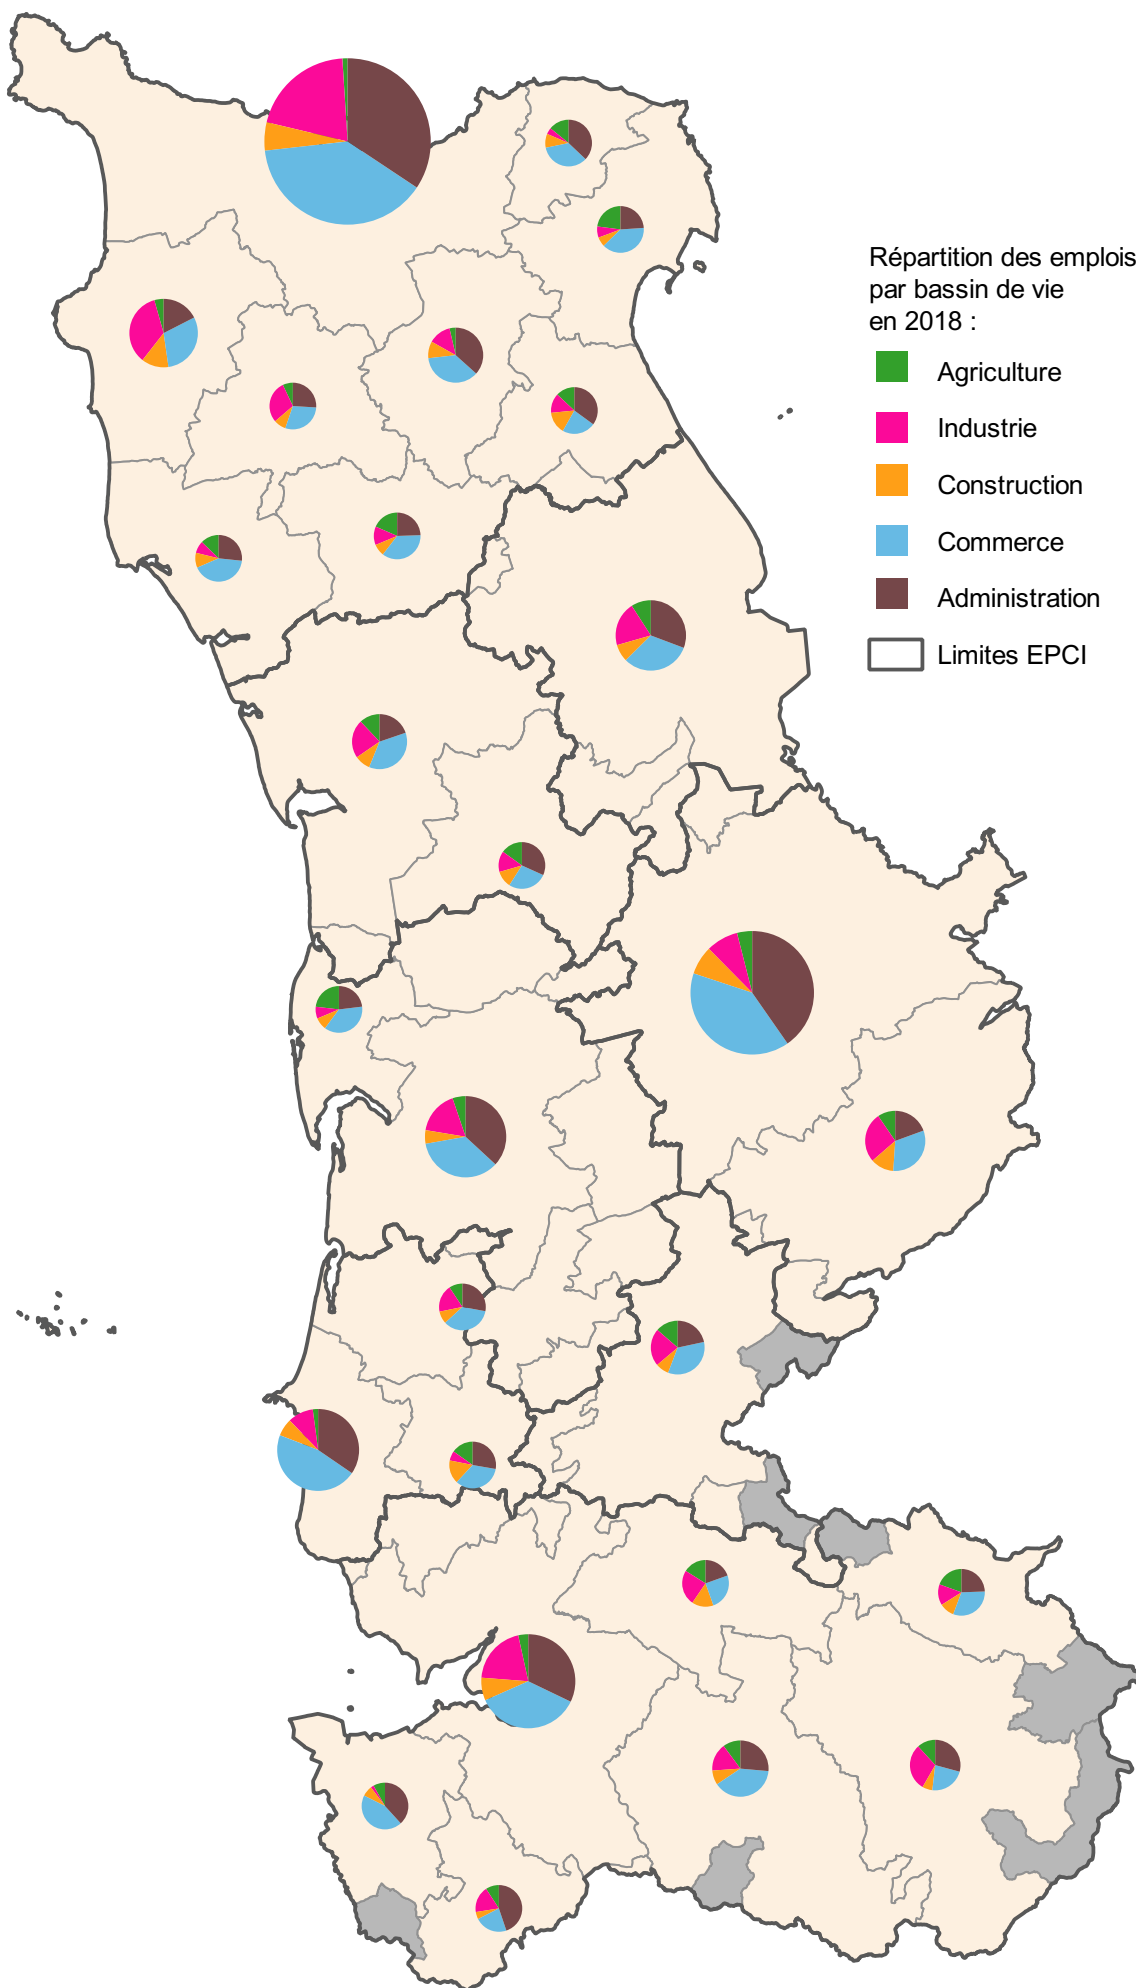 Répartition des emplois
par bassin de vie
en 2018 :
Agriculture
Industrie
Construction
Commerce
Administration
Limites EPCI